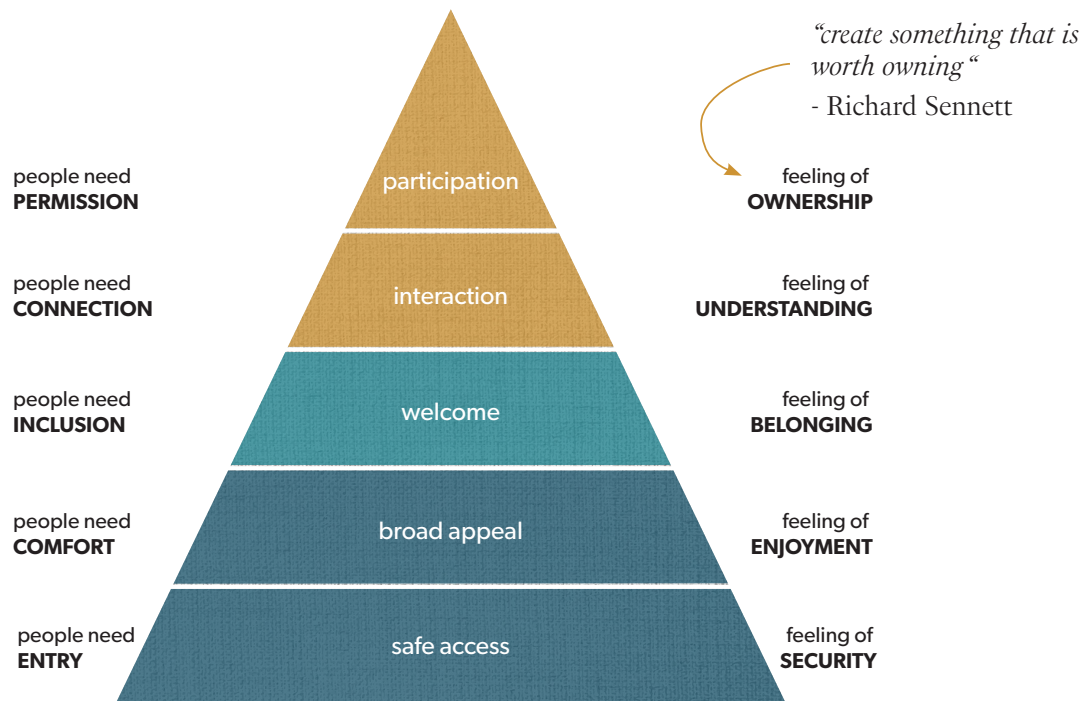 “create something that is
worth owning“
- Richard Sennett
people need
PERMISSION
participation
feeling of
OWNERSHIP
people need
CONNECTION
interaction
feeling of
UNDERSTANDING
people need
INCLUSION
welcome
feeling of
BELONGING
people need
COMFORT
broad appeal
feeling of
ENJOYMENT
people need
ENTRY
safe access
feeling of
SECURITY